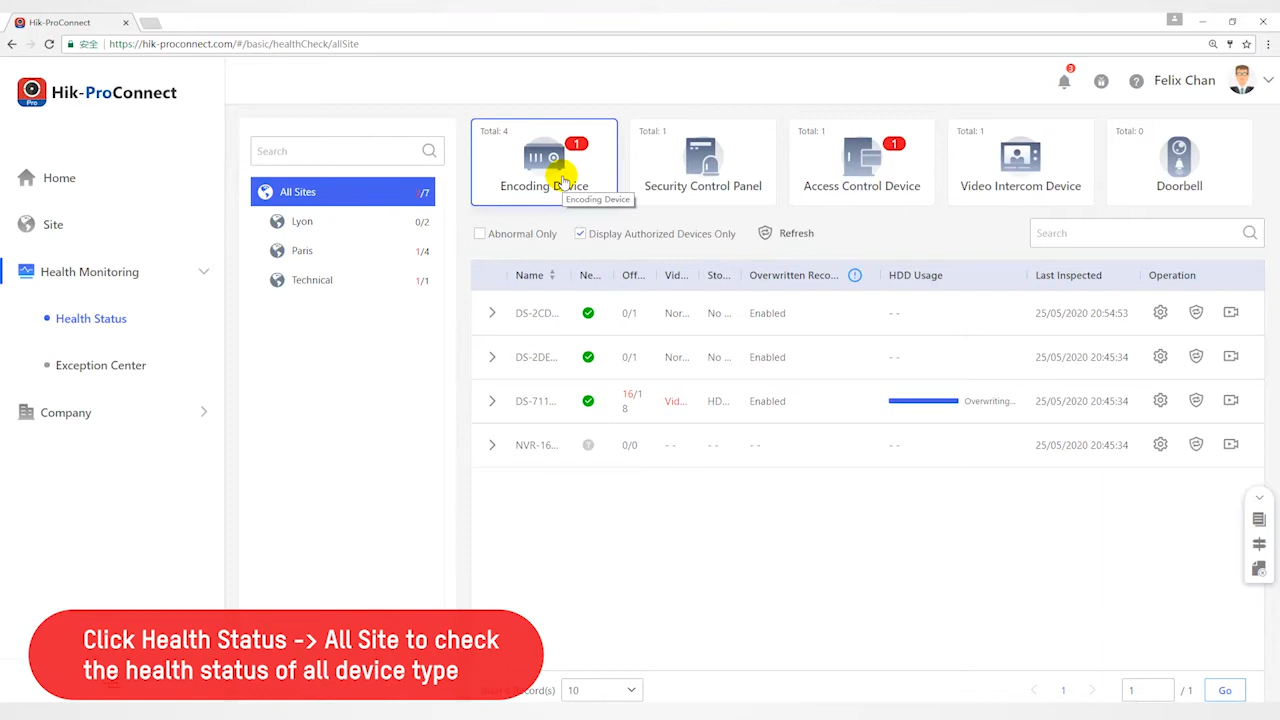 Hik-ProConnect
安全 https://hik-proconnect.com/#/basic/healthCheck/allSite
Pro
Hik-ProConnect
3
Felix Chan
Home
Site
Health Monitoring
Health Status
Exception Center
Company
Search
All Sites /7
Lyon 0/2
Paris 1/4
Technical 1/1
Total: 4
1
Encoding Device
Encoding Device
Total: 1
Security Control Panel
Total: 1
1
Access Control Device
Total: 1
Video Intercom Device
Total: 0
Doorbell
Abnormal Only Display Authorized Devices Only Refresh Search
Name Ne... Off... Vid... Sto... Overwritten Reco... HDD Usage Last Inspected Operation
DS-2CD... 0/1 Nor... No ... Enabled - - 25/05/2020 20:54:53
DS-2DE... 0/1 Nor... No ... Enabled - - 25/05/2020 20:45:34
DS-711... 16/18 Vid... HD... Enabled Overwriting... 25/05/2020 20:45:34
NVR-16... 0/0 - - - - - - - - 25/05/2020 20:45:34
Click Health Status -> All Site to check
the health status of all device type
Record(s) 10 1 1 / 1 Go